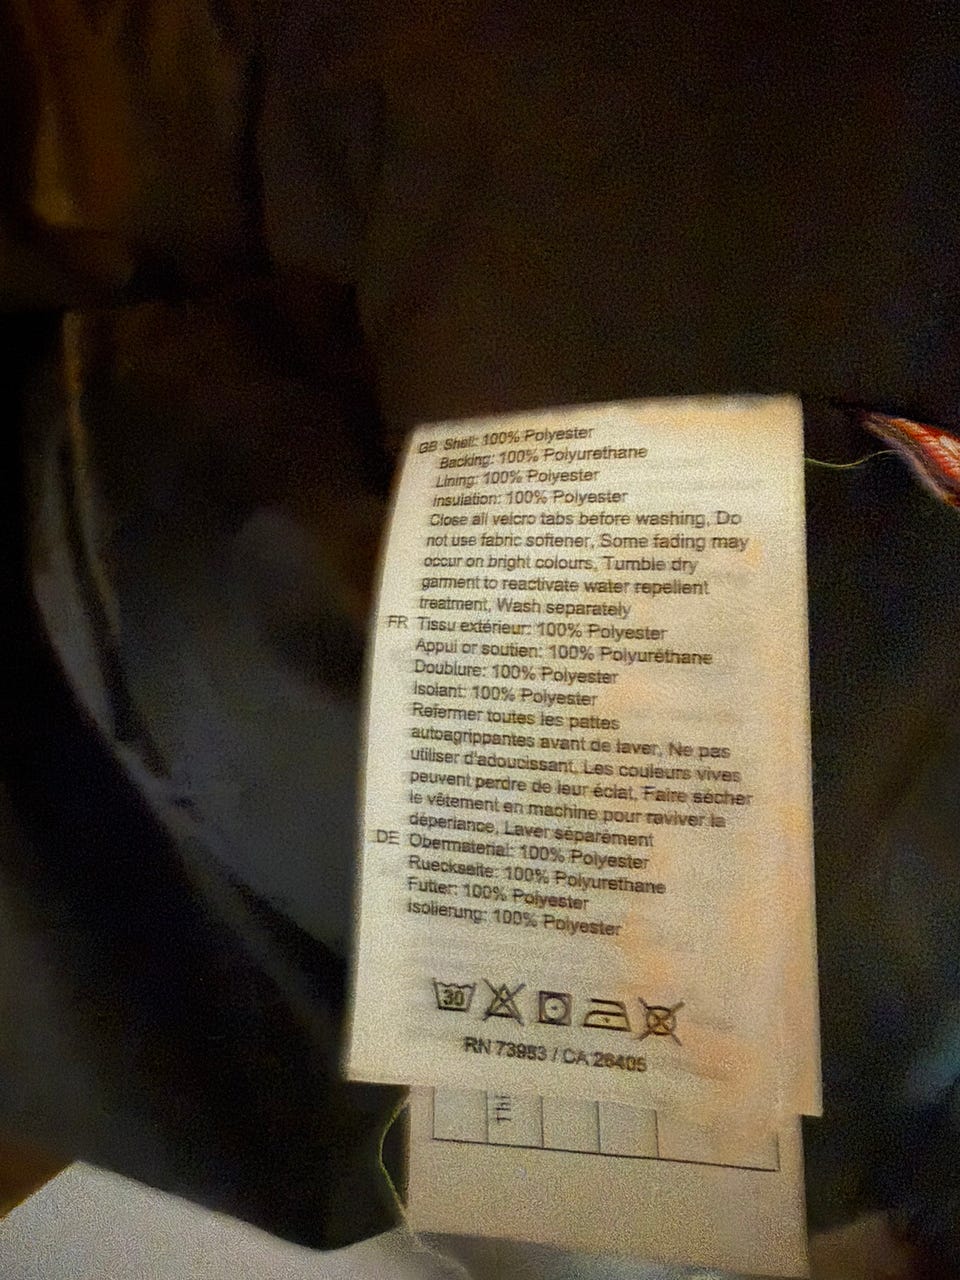 GB Shell: 100% Polyester
Backing: 100% Polyurethane
Lining: 100% Polyester
Insulation: 100% Polyester
Close all velcro tabs before washing, Do
not use fabric softener, Some fading may
occur on bright colours, Tumble dry
garment to reactivate water repellent
treatment, Wash separately
FR Tissu extérieur: 100% Polyester
Appui or soutien: 100% Polyuréthane
Doublure: 100% Polyester
Isolant: 100% Polyester
Refermer toutes les pattes
autoagrippantes avant de laver, Ne pas
utiliser d'adoucissant, Les couleurs vives
peuvent perdre de leur éclat, Faire sécher
le vêtement en machine pour raviver la
déperlance, Laver séparément
DE Obermaterial: 100% Polyester
Rueckseite: 100% Polyurethane
Futter: 100% Polyester
Isolierung: 100% Polyester
30
RN 73953 / CA 26405